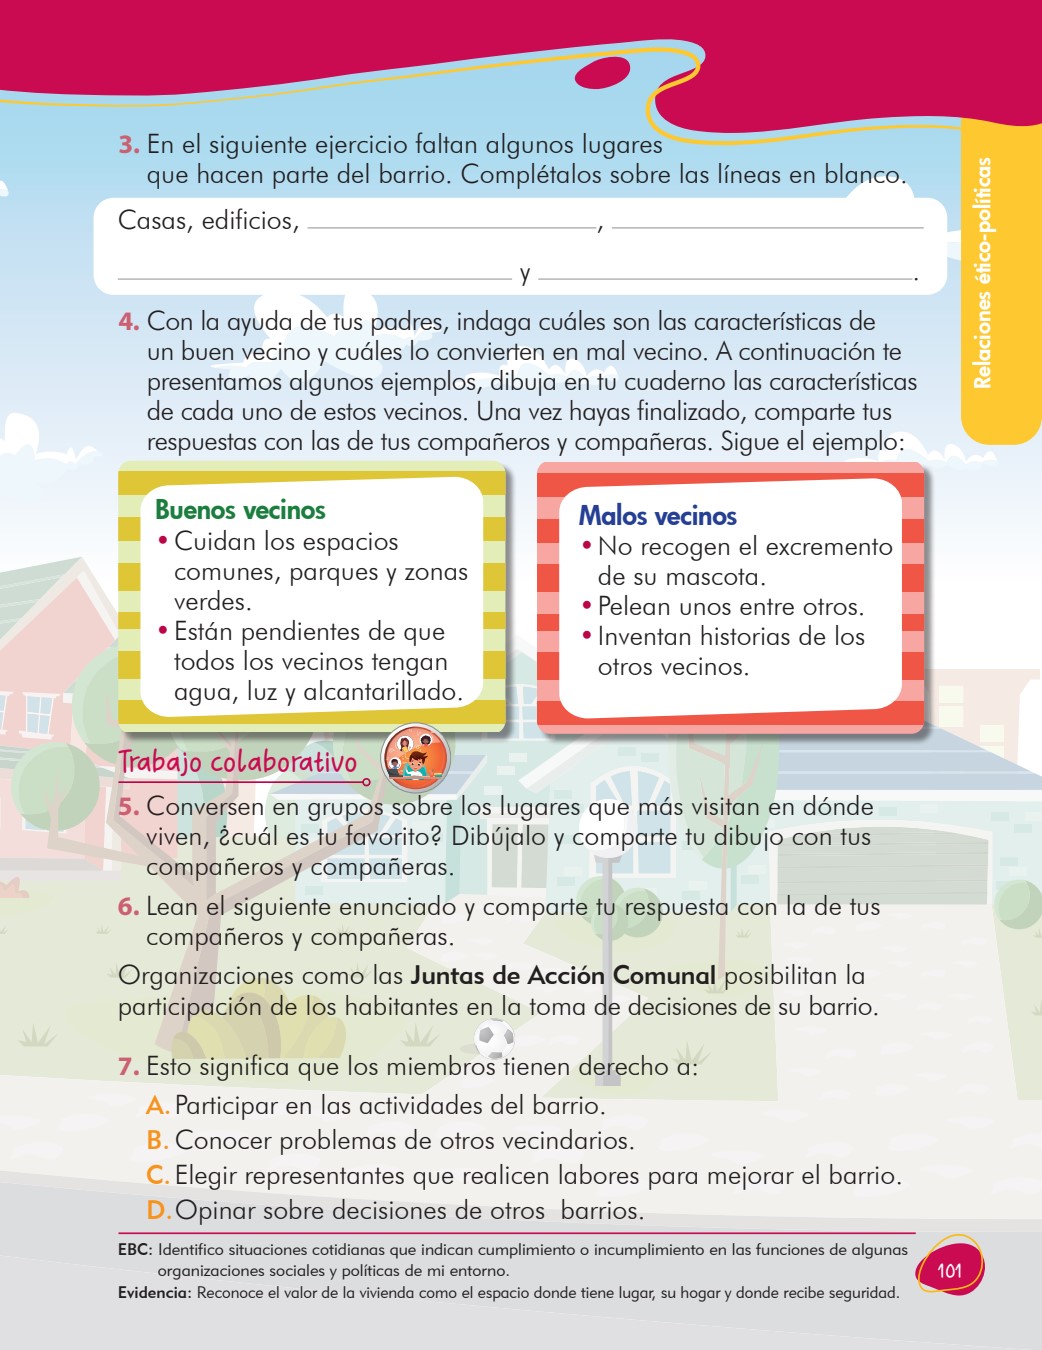 3. En el siguiente ejercicio faltan algunos lugares
que hacen parte del barrio. Complétalos sobre las líneas en blanco.
Casas, edificios, ____________________, ____________________
____________________ y ____________________.
4. Con la ayuda de tus padres, indaga cuáles son las características de
un buen vecino y cuáles lo convierten en mal vecino. A continuación te
presentamos algunos ejemplos, dibuja en tu cuaderno las características
de cada uno de estos vecinos. Una vez hayas finalizado, comparte tus
respuestas con las de tus compañeros y compañeras. Sigue el ejemplo:
Buenos vecinos
• Cuidan los espacios
comunes, parques y zonas
verdes.
• Están pendientes de que
todos los vecinos tengan
agua, luz y alcantarillado.
Malos vecinos
• No recogen el excremento
de su mascota.
• Pelean unos entre otros.
• Inventan historias de los
otros vecinos.
Trabajo colaborativo
5. Conversen en grupos sobre los lugares que más visitan en dónde
viven, ¿cuál es tu favorito? Dibújalo y comparte tu dibujo con tus
compañeros y compañeras.
6. Lean el siguiente enunciado y comparte tu respuesta con la de tus
compañeros y compañeras.
Organizaciones como las Juntas de Acción Comunal posibilitan la
participación de los habitantes en la toma de decisiones de su barrio.
7. Esto significa que los miembros tienen derecho a:
A. Participar en las actividades del barrio.
B. Conocer problemas de otros vecindarios.
C. Elegir representantes que realicen labores para mejorar el barrio.
D. Opinar sobre decisiones de otros barrios.
EBC: Identifico situaciones cotidianas que indican cumplimiento o incumplimiento en las funciones de algunas
organizaciones sociales y políticas de mi entorno.
Evidencia: Reconoce el valor de la vivienda como el espacio donde tiene lugar, su hogar y donde recibe seguridad.
101
Relaciones ético-políticas